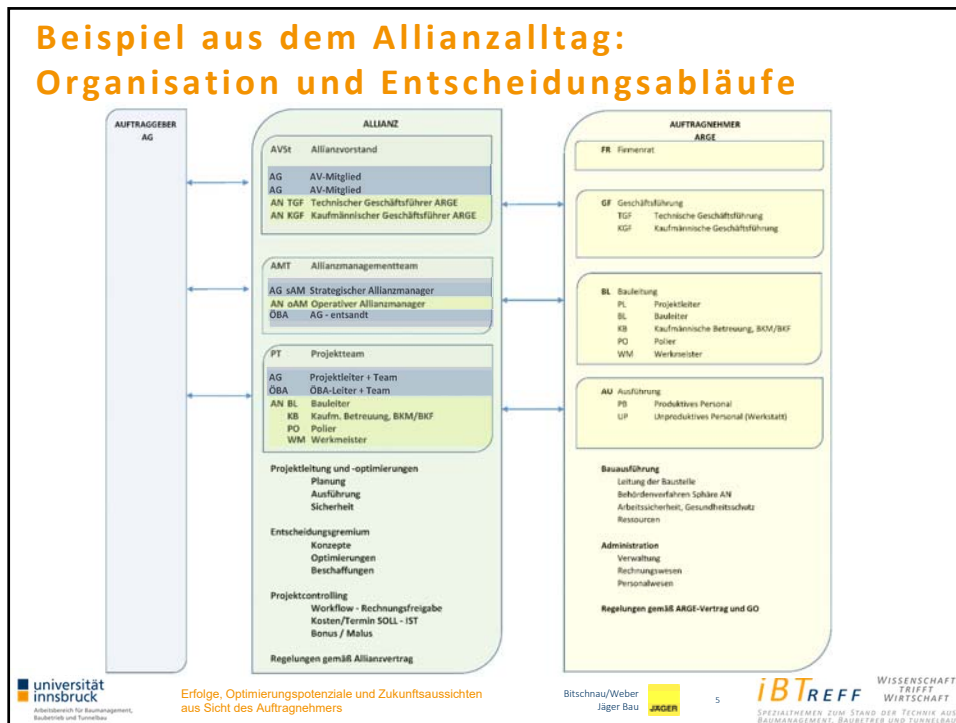 Beispiel aus dem Allianzalltag:
Organisation und Entscheidungsabläufe
AUFTRAGGEBER
AG
ALLIANZ
AVSt Allianzvorstand
AG AV-Mitglied
AG AV-Mitglied
AN TGF Technischer Geschäftsführer ARGE
AN KGF Kaufmännischer Geschäftsführer ARGE
AMT Allianzmanagementteam
AG sAM Strategischer Allianzmanager
AN oAM Operativer Allianzmanager
ÖBA AG - entsandt
PT Projektteam
AG Projektleiter + Team
ÖBA ÖBA-Leiter + Team
AN BL Bauleiter
KB Kaufm. Betreuung, BKM/BKF
PO Polier
WM Werkmeister
Projektleitung und -optimierungen
Planung
Ausführung
Sicherheit
Entscheidungsgremium
Konzepte
Optimierungen
Beschaffungen
Projektcontrolling
Workflow - Rechnungsfreigabe
Kosten/Termin SOLL - IST
Bonus / Malus
Regelungen gemäß Allianzvertrag
AUFTRAGNEHMER
ARGE
FR Firmenrat
GF Geschäftsführung
TGF Technische Geschäftsführung
KGF Kaufmännische Geschäftsführung
BL Bauleitung
PL Projektleiter
BL Bauleiter
KB Kaufmännische Betreuung, BKM/BKF
PO Polier
WM Werkmeister
AU Ausführung
PB Produktives Personal
UP Unproduktives Personal (Werkstatt)
Bauausführung
Leitung der Baustelle
Behördenverfahren Sphäre AN
Arbeitssicherheit, Gesundheitsschutz
Ressourcen
Administration
Verwaltung
Rechnungswesen
Personalwesen
Regelungen gemäß ARGE-Vertrag und GO
universität
innsbruck
Arbeitsbereich für Baumanagement,
Baubetrieb und Tunnelbau
Erfolge, Optimierungspotenziale und Zukunftsaussichten
aus Sicht des Auftragnehmers
Bitschnau/Weber
Jäger Bau
JÄGER
5
iBTREFF
WISSENSCHAFT
TRIFFT
WIRTSCHAFT
SPEZIALTHEMEN ZUM STAND DER TECHNIK AUS
BAUMANAGEMENT, BAUBETRIEB UND TUNNELBAU